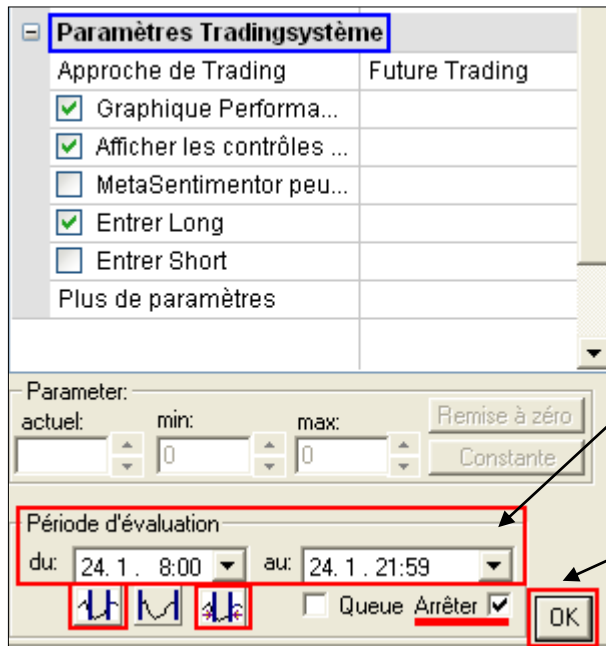 Paramètres Tradingsystème
Approche de Trading Future Trading
Graphique Performa...
Afficher les contrôles ...
MetaSentimentor peu...
Entrer Long
Entrer Short
Plus de paramètres
Parameter:
actuel: min: max: Remise à zéro
0 0 Constante
Période d'évaluation
du: 24. 1 . 8:00 au: 24. 1 . 21:59
Queue Arrêter OK